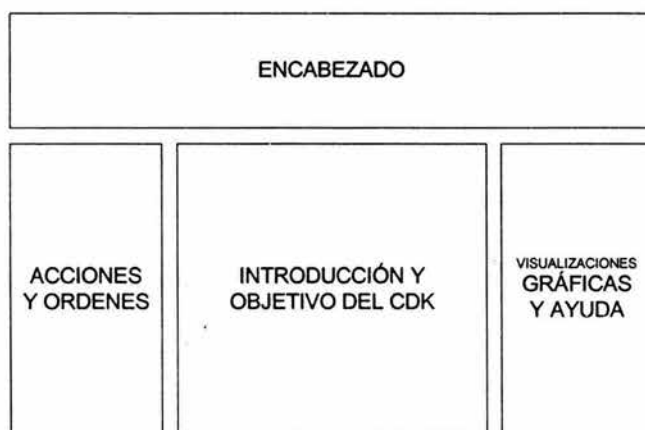 ENCABEZADO
ACCIONES
Y ORDENES
INTRODUCCIÓN Y
OBJETIVO DEL CDK
VISUALIZACIONES
GRÁFICAS
Y AYUDA